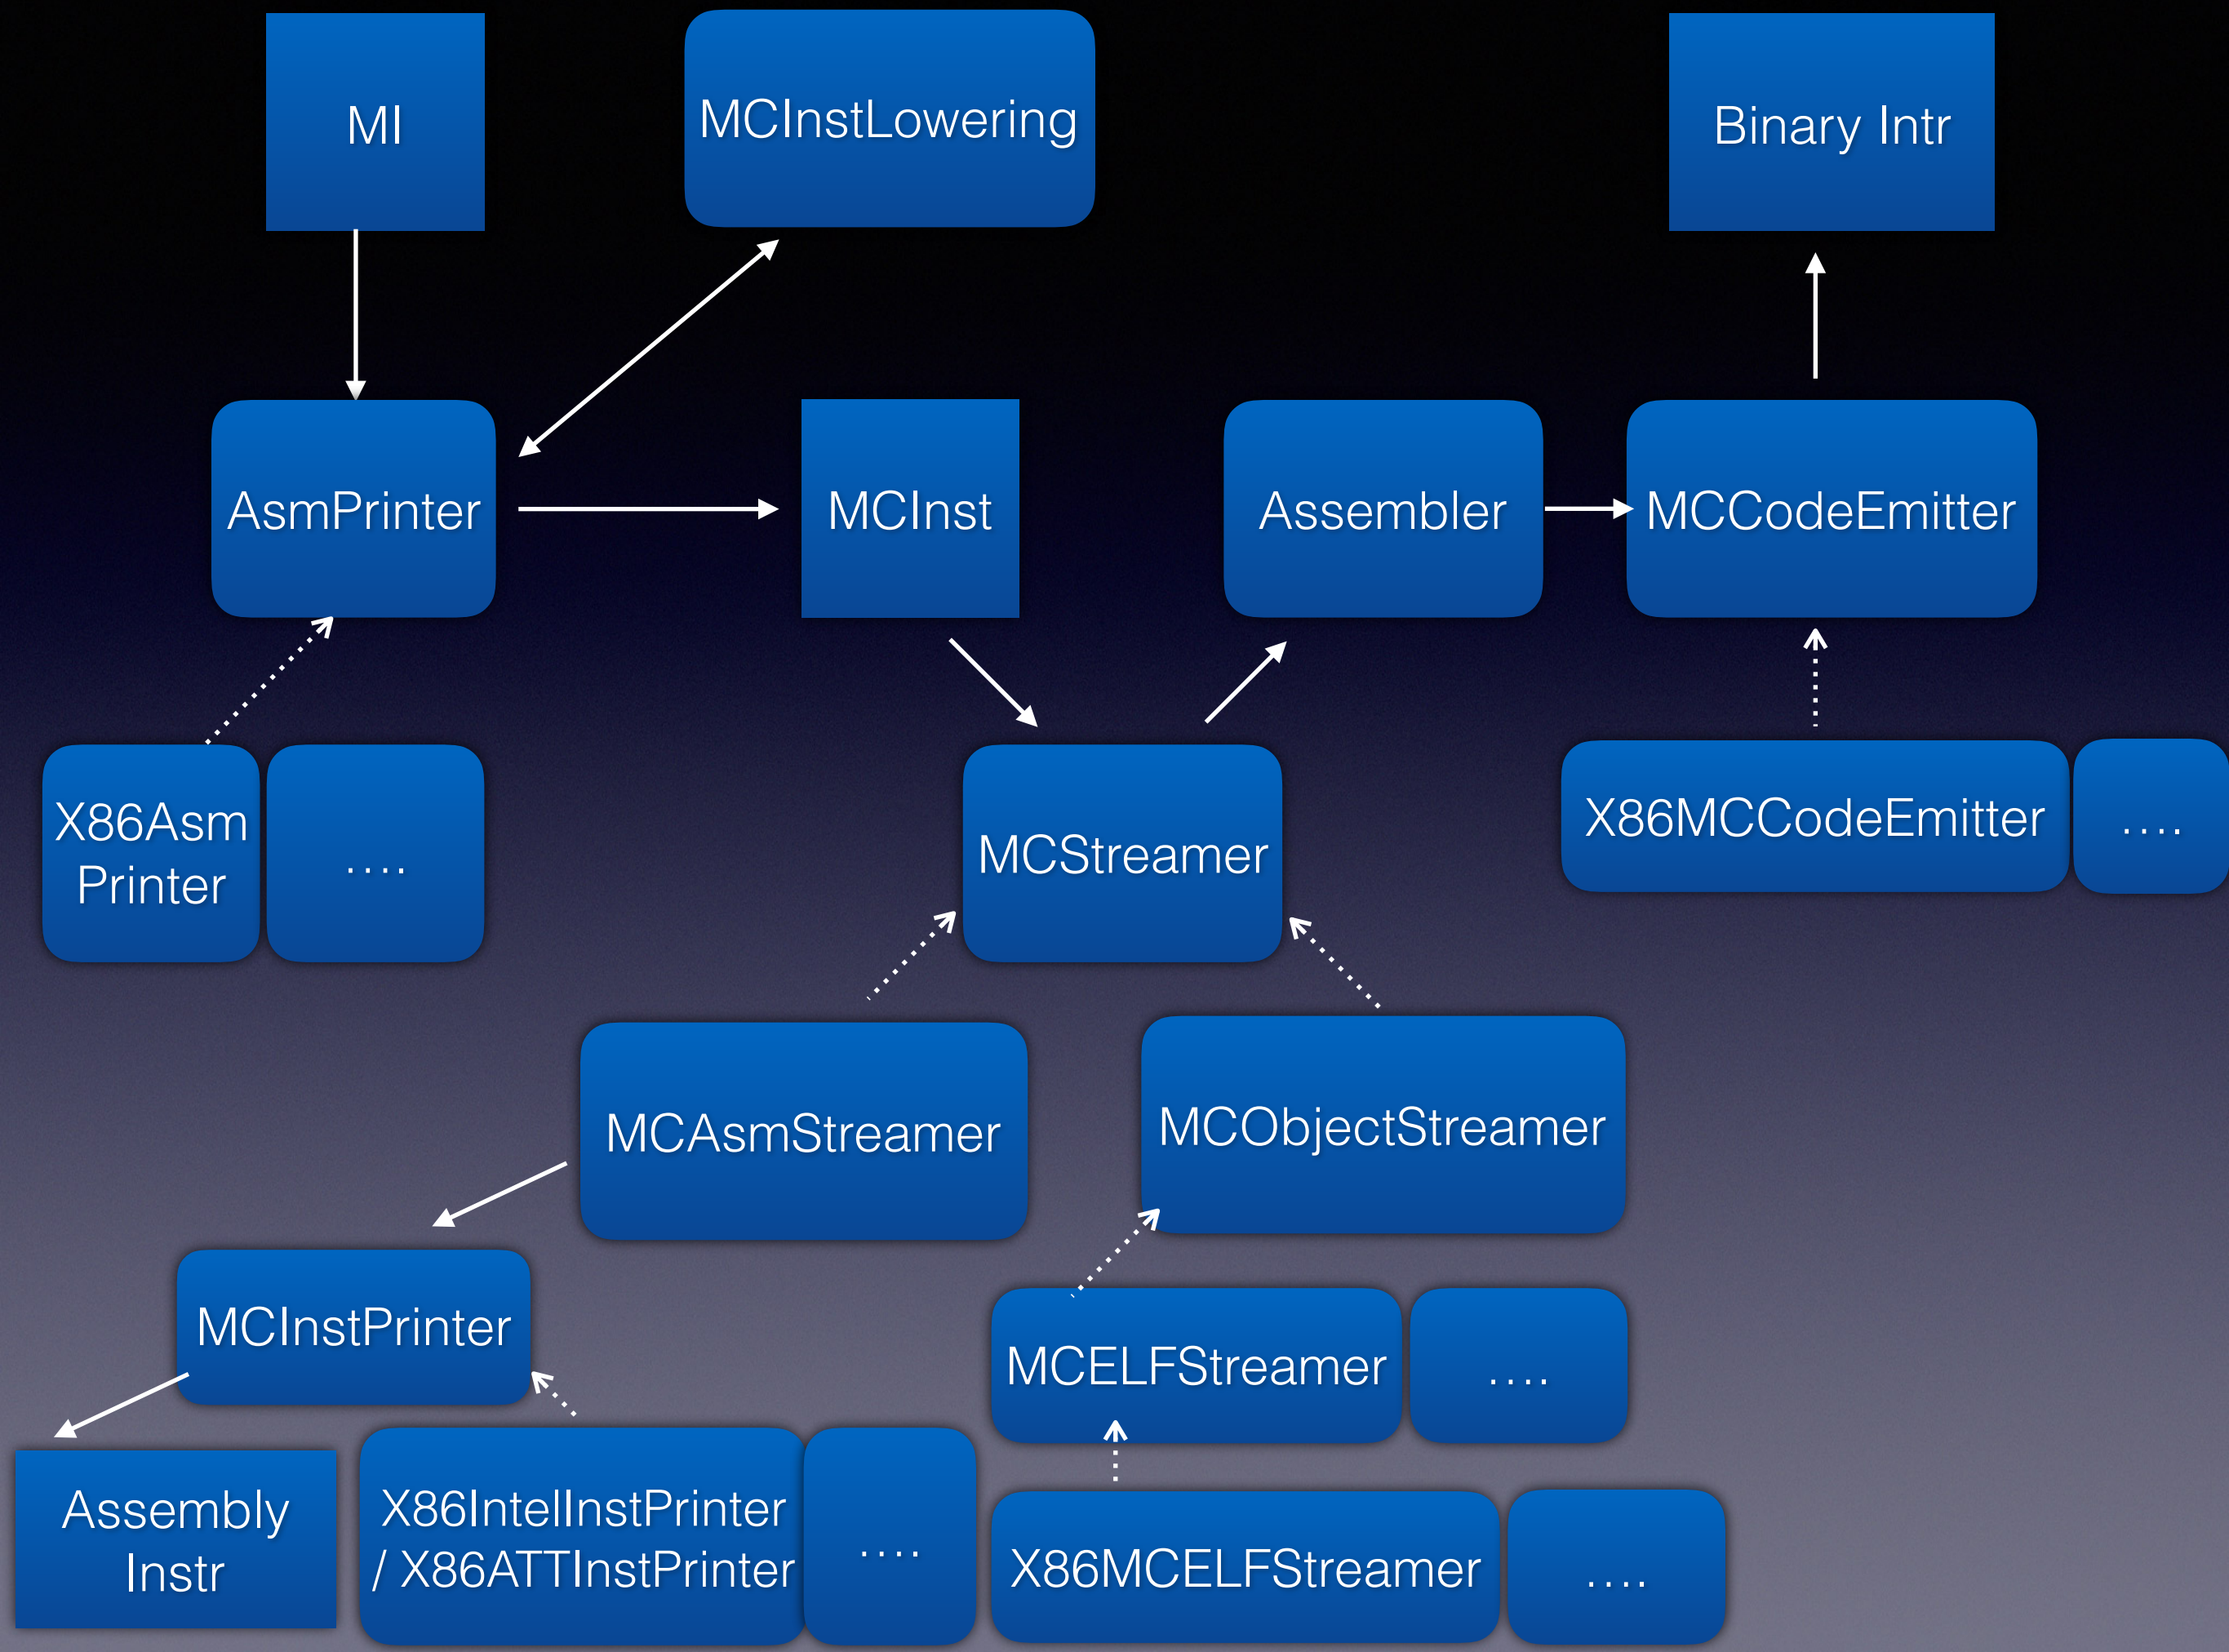 MI
MCInstLowering
Binary Intr
AsmPrinter
MCInst
Assembler
MCCodeEmitter
X86Asm
Printer
....
MCStreamer
X86MCCodeEmitter
....
MCAsmStreamer
MCObjectStreamer
MCInstPrinter
MCELFStreamer
....
Assembly
Instr
X86IntelInstPrinter
/ X86ATTInstPrinter
....
X86MCELFStreamer
....